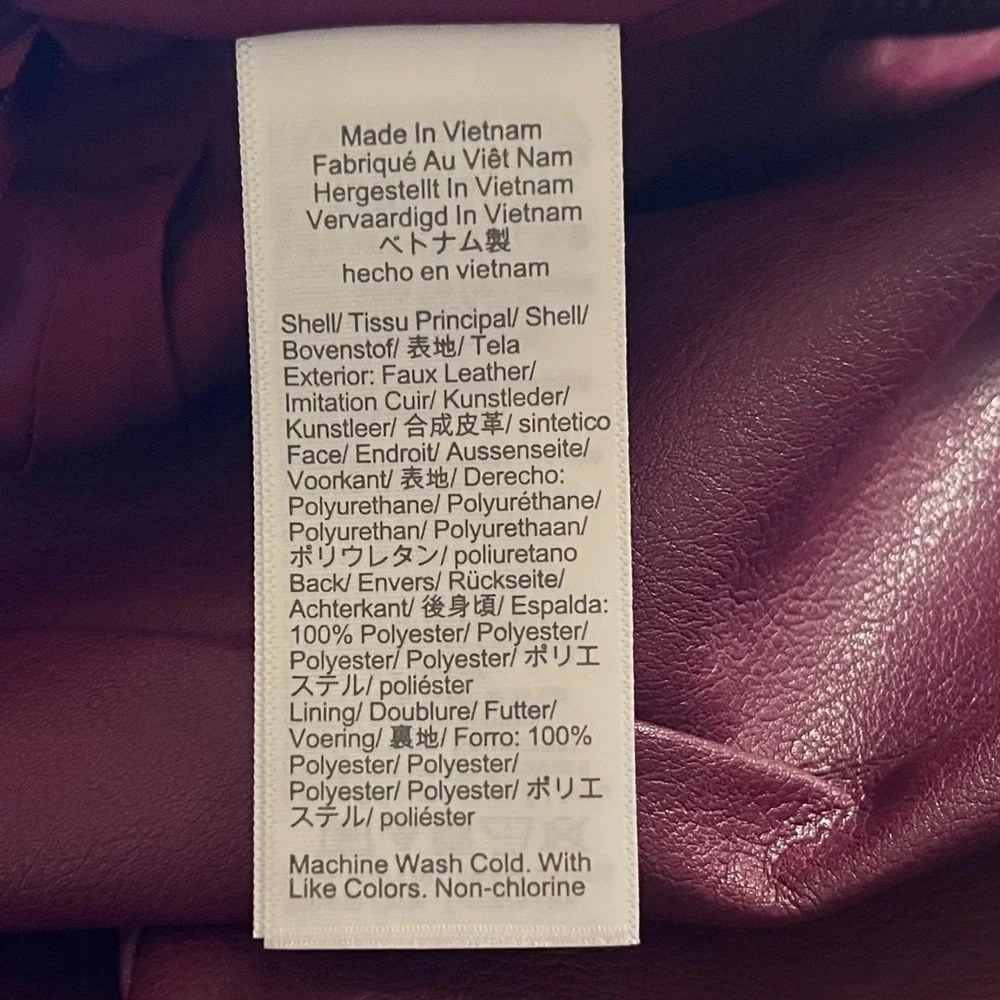 Made In Vietnam
Fabriqué Au Viêt Nam
Hergestellt In Vietnam
Vervaardigd In Vietnam
ベトナム製
hecho en vietnam
Shell/ Tissu Principal/ Shell/
Bovenstof/ 表地/ Tela
Exterior: Faux Leather/
Imitation Cuir/ Kunstleder/
Kunstleer/ 合成皮革/ sintetico
Face/ Endroit/ Aussenseite/
Voorkant/ 表地/ Derecho:
Polyurethane/ Polyuréthane/
Polyurethan/ Polyurethaan/
ポリウレタン/ poliuretano
Back/ Envers/ Rückseite/
Achterkant/ 後身頃/ Espalda:
100% Polyester/ Polyester/
Polyester/ Polyester/ ポリエ
ステル/ poliéster
Lining/ Doublure/ Futter/
Voering/ 裏地/ Forro: 100%
Polyester/ Polyester/
Polyester/ Polyester/ ポリエ
ステル/ poliéster
Machine Wash Cold. With
Like Colors. Non-chlorine